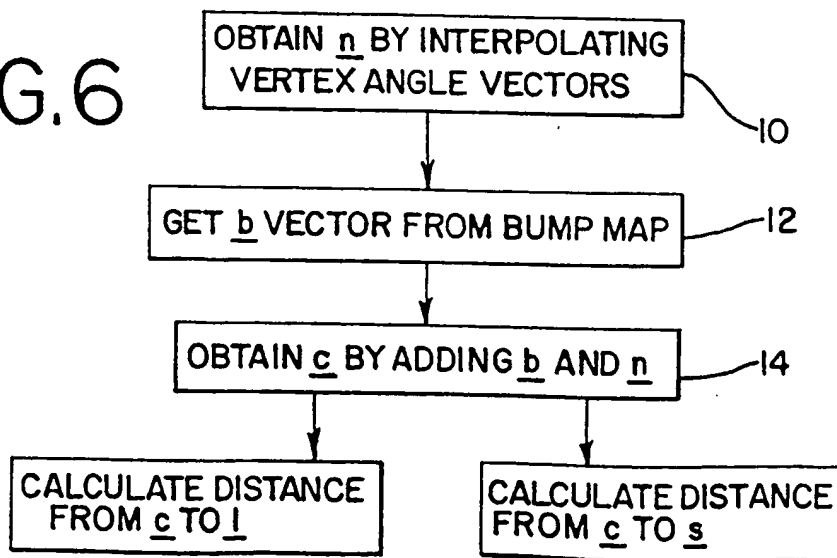 G.6
OBTAIN n BY INTERPOLATING
VERTEX ANGLE VECTORS
10
GET b VECTOR FROM BUMP MAP
12
OBTAIN c BY ADDING b AND n
14
CALCULATE DISTANCE
FROM c TO l
CALCULATE DISTANCE
FROM c TO s